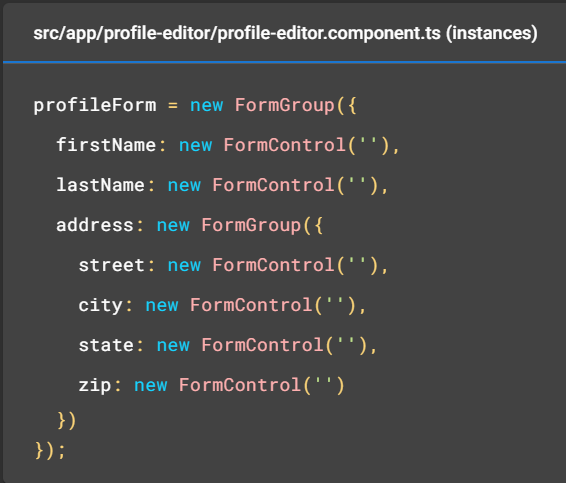 src/app/profile-editor/profile-editor.component.ts (instances)
profileForm = new FormGroup({
  firstName: new FormControl(''),
  lastName: new FormControl(''),
  address: new FormGroup({
    street: new FormControl(''),
    city: new FormControl(''),
    state: new FormControl(''),
    zip: new FormControl('')
  })
});